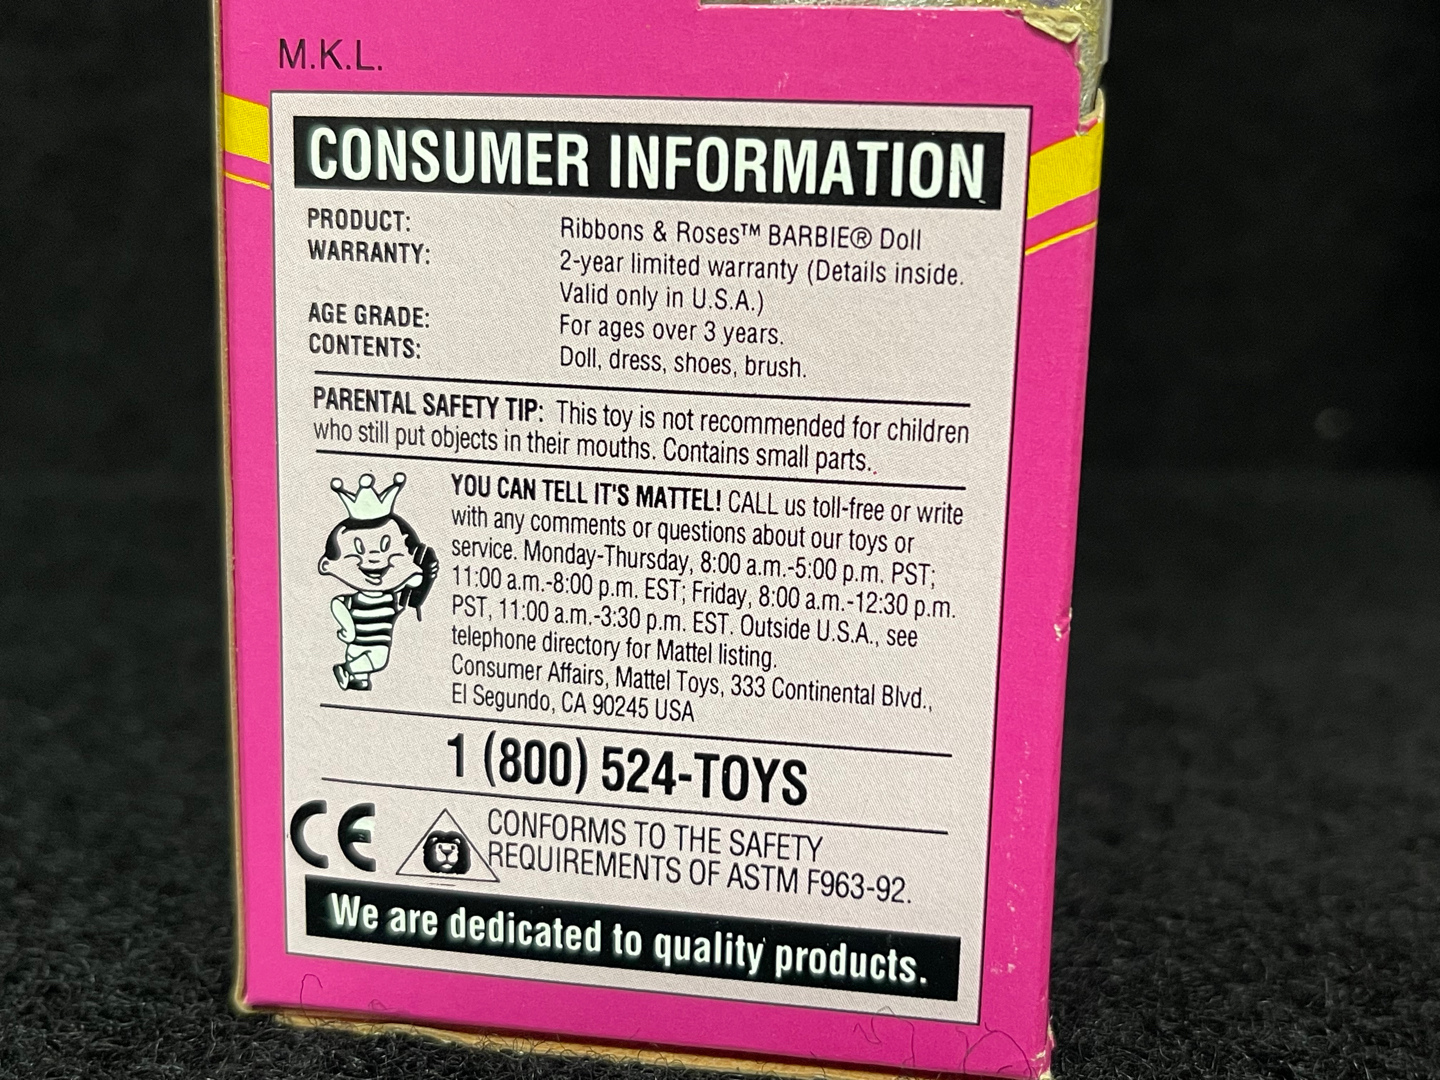 M.K.L.
CONSUMER INFORMATION
PRODUCT: Ribbons & Roses™ BARBIE® Doll
WARRANTY: 2-year limited warranty (Details inside.
Valid only in U.S.A.)
AGE GRADE: For ages over 3 years.
CONTENTS: Doll, dress, shoes, brush.
PARENTAL SAFETY TIP: This toy is not recommended for children
who still put objects in their mouths. Contains small parts..
YOU CAN TELL IT'S MATTEL! CALL us toll-free or write
with any comments or questions about our toys or
service. Monday-Thursday, 8:00 a.m.-5:00 p.m. PST;
11:00 a.m.-8:00 p.m. EST; Friday, 8:00 a.m.-12:30 p.m.
PST, 11:00 a.m.-3:30 p.m. EST. Outside U.S.A., see
telephone directory for Mattel listing.
Consumer Affairs, Mattel Toys, 333 Continental Blvd.,
El Segundo, CA 90245 USA
1 (800) 524-TOYS
CE
CONFORMS TO THE SAFETY
REQUIREMENTS OF ASTM F963-92.
We are dedicated to quality products.